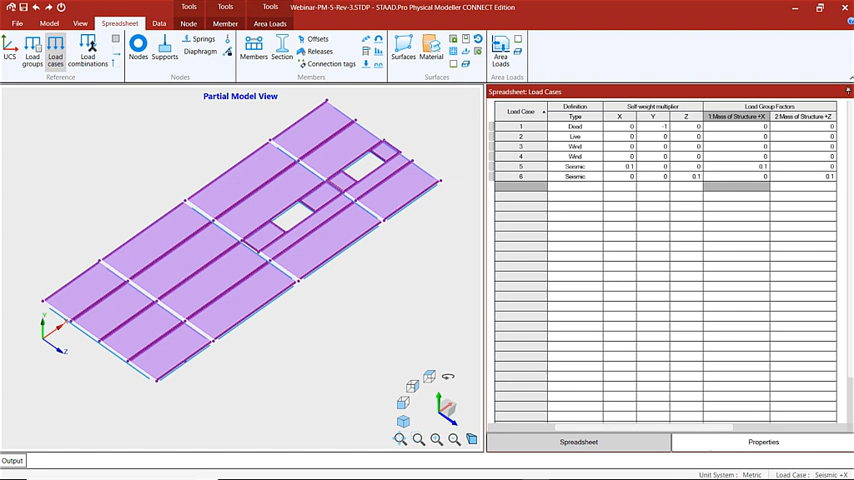 Webinar-PM-5-Rev-3.STDP - STAAD.Pro Physical Modeller CONNECT Edition
Tools Tools Tools
File Model View Spreadsheet Data Node Member Area Loads
UCS Load groups Load cases Load combinations
Reference
Nodes Supports Springs Diaphragm
Nodes
Members Section Offsets Releases Connection tags
Members
Surfaces Material
Surfaces
Area Loads
Area Loads
Partial Model View
Y
Z
Spreadsheet: Load Cases
Load Case Definition Self-weight multiplier Load Group Factors
Type X Y Z 1:Mass of Structure +X 2:Mass of Structure +Z
1 Dead 0 -1 0 0 0
2 Live 0 0 0 0 0
3 Wind 0 0 0 0 0
4 Wind 0 0 0 0 0
5 Seismic 0.1 0 0 0.1 0
6 Seismic 0 0 0.1 0 0.1
Spreadsheet Properties
Output
Unit System : Metric Load Case : Seismic +X